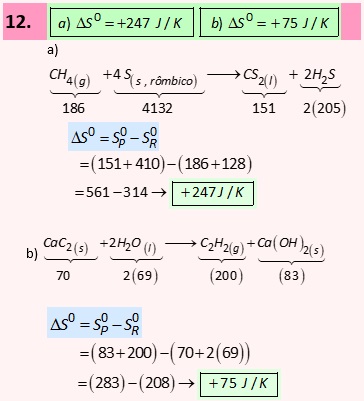 12. a) ΔS⁰ = +247 J/K b) ΔS⁰ = +75 J/K
a)
CH₄(g) +4 S(s, rômbico) ⟶ CS₂(l) + 2H₂S
186 4132 151 2(205)
ΔS⁰ = S⁰P − S⁰R
=(151+410)−(186+128)
=561−314 → +247 J/K
b) CaC₂(s) +2H₂O(l) ⟶ C₂H₂(g)+Ca(OH)₂(s)
70 2(69) (200) (83)
ΔS⁰ = S⁰P − S⁰R
=(83+200)−(70+2(69))
=(283)−(208) → +75 J/K